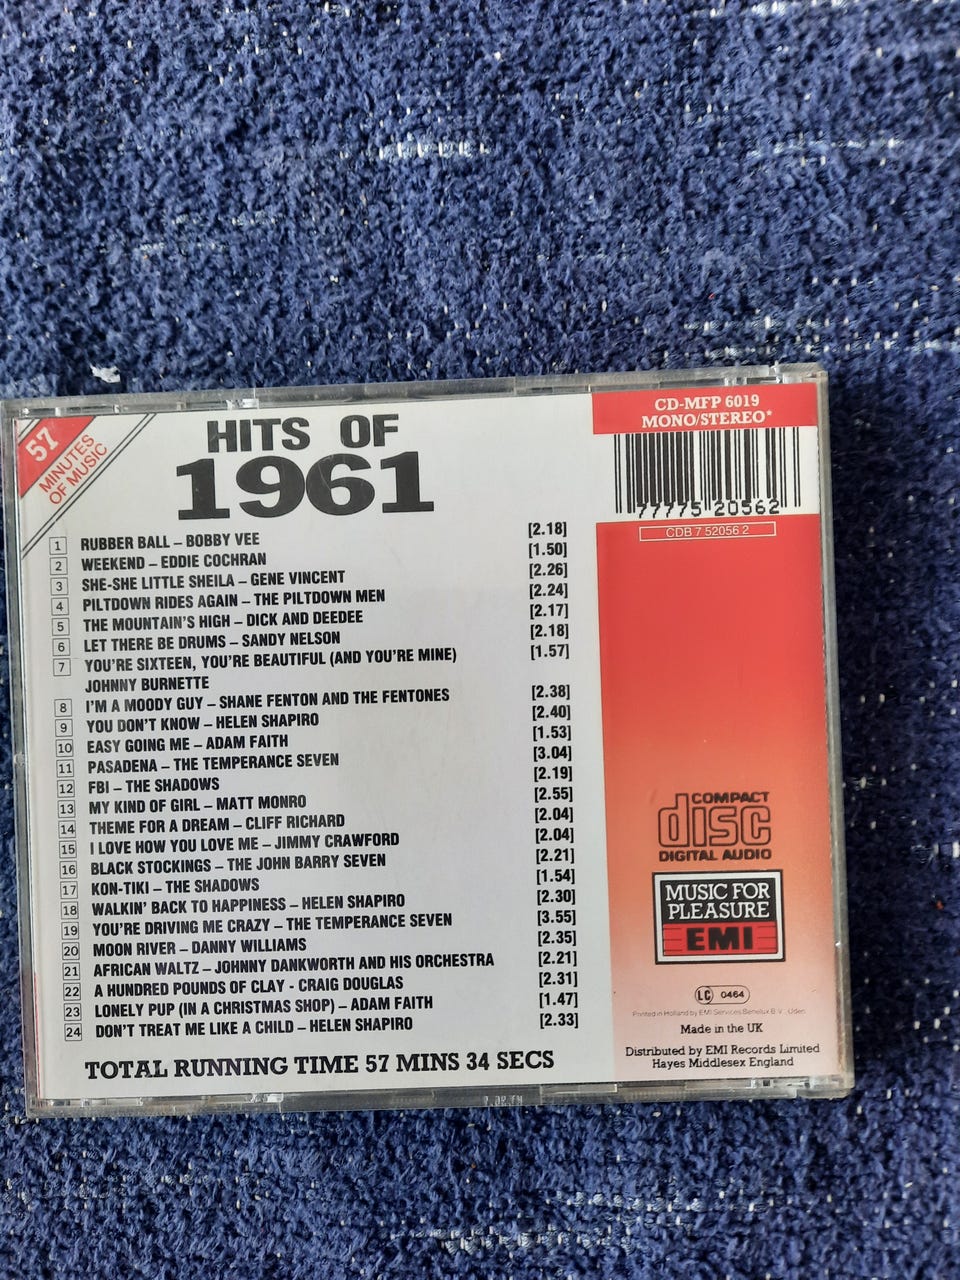 57
MINUTES
OF MUSIC
HITS OF
1961
1 RUBBER BALL – BOBBY VEE [2.18]
2 WEEKEND – EDDIE COCHRAN [1.50]
3 SHE-SHE LITTLE SHEILA – GENE VINCENT [2.26]
4 PILTDOWN RIDES AGAIN – THE PILTDOWN MEN [2.24]
5 THE MOUNTAIN'S HIGH – DICK AND DEEDEE [2.17]
6 LET THERE BE DRUMS – SANDY NELSON [2.18]
7 YOU'RE SIXTEEN, YOU'RE BEAUTIFUL (AND YOU'RE MINE) [1.57]
JOHNNY BURNETTE
8 I'M A MOODY GUY – SHANE FENTON AND THE FENTONES [2.38]
9 YOU DON'T KNOW – HELEN SHAPIRO [2.40]
10 EASY GOING ME – ADAM FAITH [1.53]
11 PASADENA – THE TEMPERANCE SEVEN [3.04]
12 FBI – THE SHADOWS [2.19]
13 MY KIND OF GIRL – MATT MONRO [2.55]
14 THEME FOR A DREAM – CLIFF RICHARD [2.04]
15 I LOVE HOW YOU LOVE ME – JIMMY CRAWFORD [2.04]
16 BLACK STOCKINGS – THE JOHN BARRY SEVEN [2.21]
17 KON-TIKI – THE SHADOWS [1.54]
18 WALKIN' BACK TO HAPPINESS – HELEN SHAPIRO [2.30]
19 YOU'RE DRIVING ME CRAZY – THE TEMPERANCE SEVEN [3.55]
20 MOON RIVER – DANNY WILLIAMS [2.35]
21 AFRICAN WALTZ – JOHNNY DANKWORTH AND HIS ORCHESTRA [2.21]
22 A HUNDRED POUNDS OF CLAY - CRAIG DOUGLAS [2.31]
23 LONELY PUP (IN A CHRISTMAS SHOP) – ADAM FAITH [1.47]
24 DON'T TREAT ME LIKE A CHILD – HELEN SHAPIRO [2.33]
TOTAL RUNNING TIME 57 MINS 34 SECS
CD-MFP 6019
MONO/STEREO*
77775 20562
CDB 7 52056 2
COMPACT
disc
DIGITAL AUDIO
MUSIC FOR
PLEASURE
EMI
LC 0464
Printed in Holland by EMI Services Benelux B.V., Uden
Made in the UK
Distributed by EMI Records Limited
Hayes Middlesex England